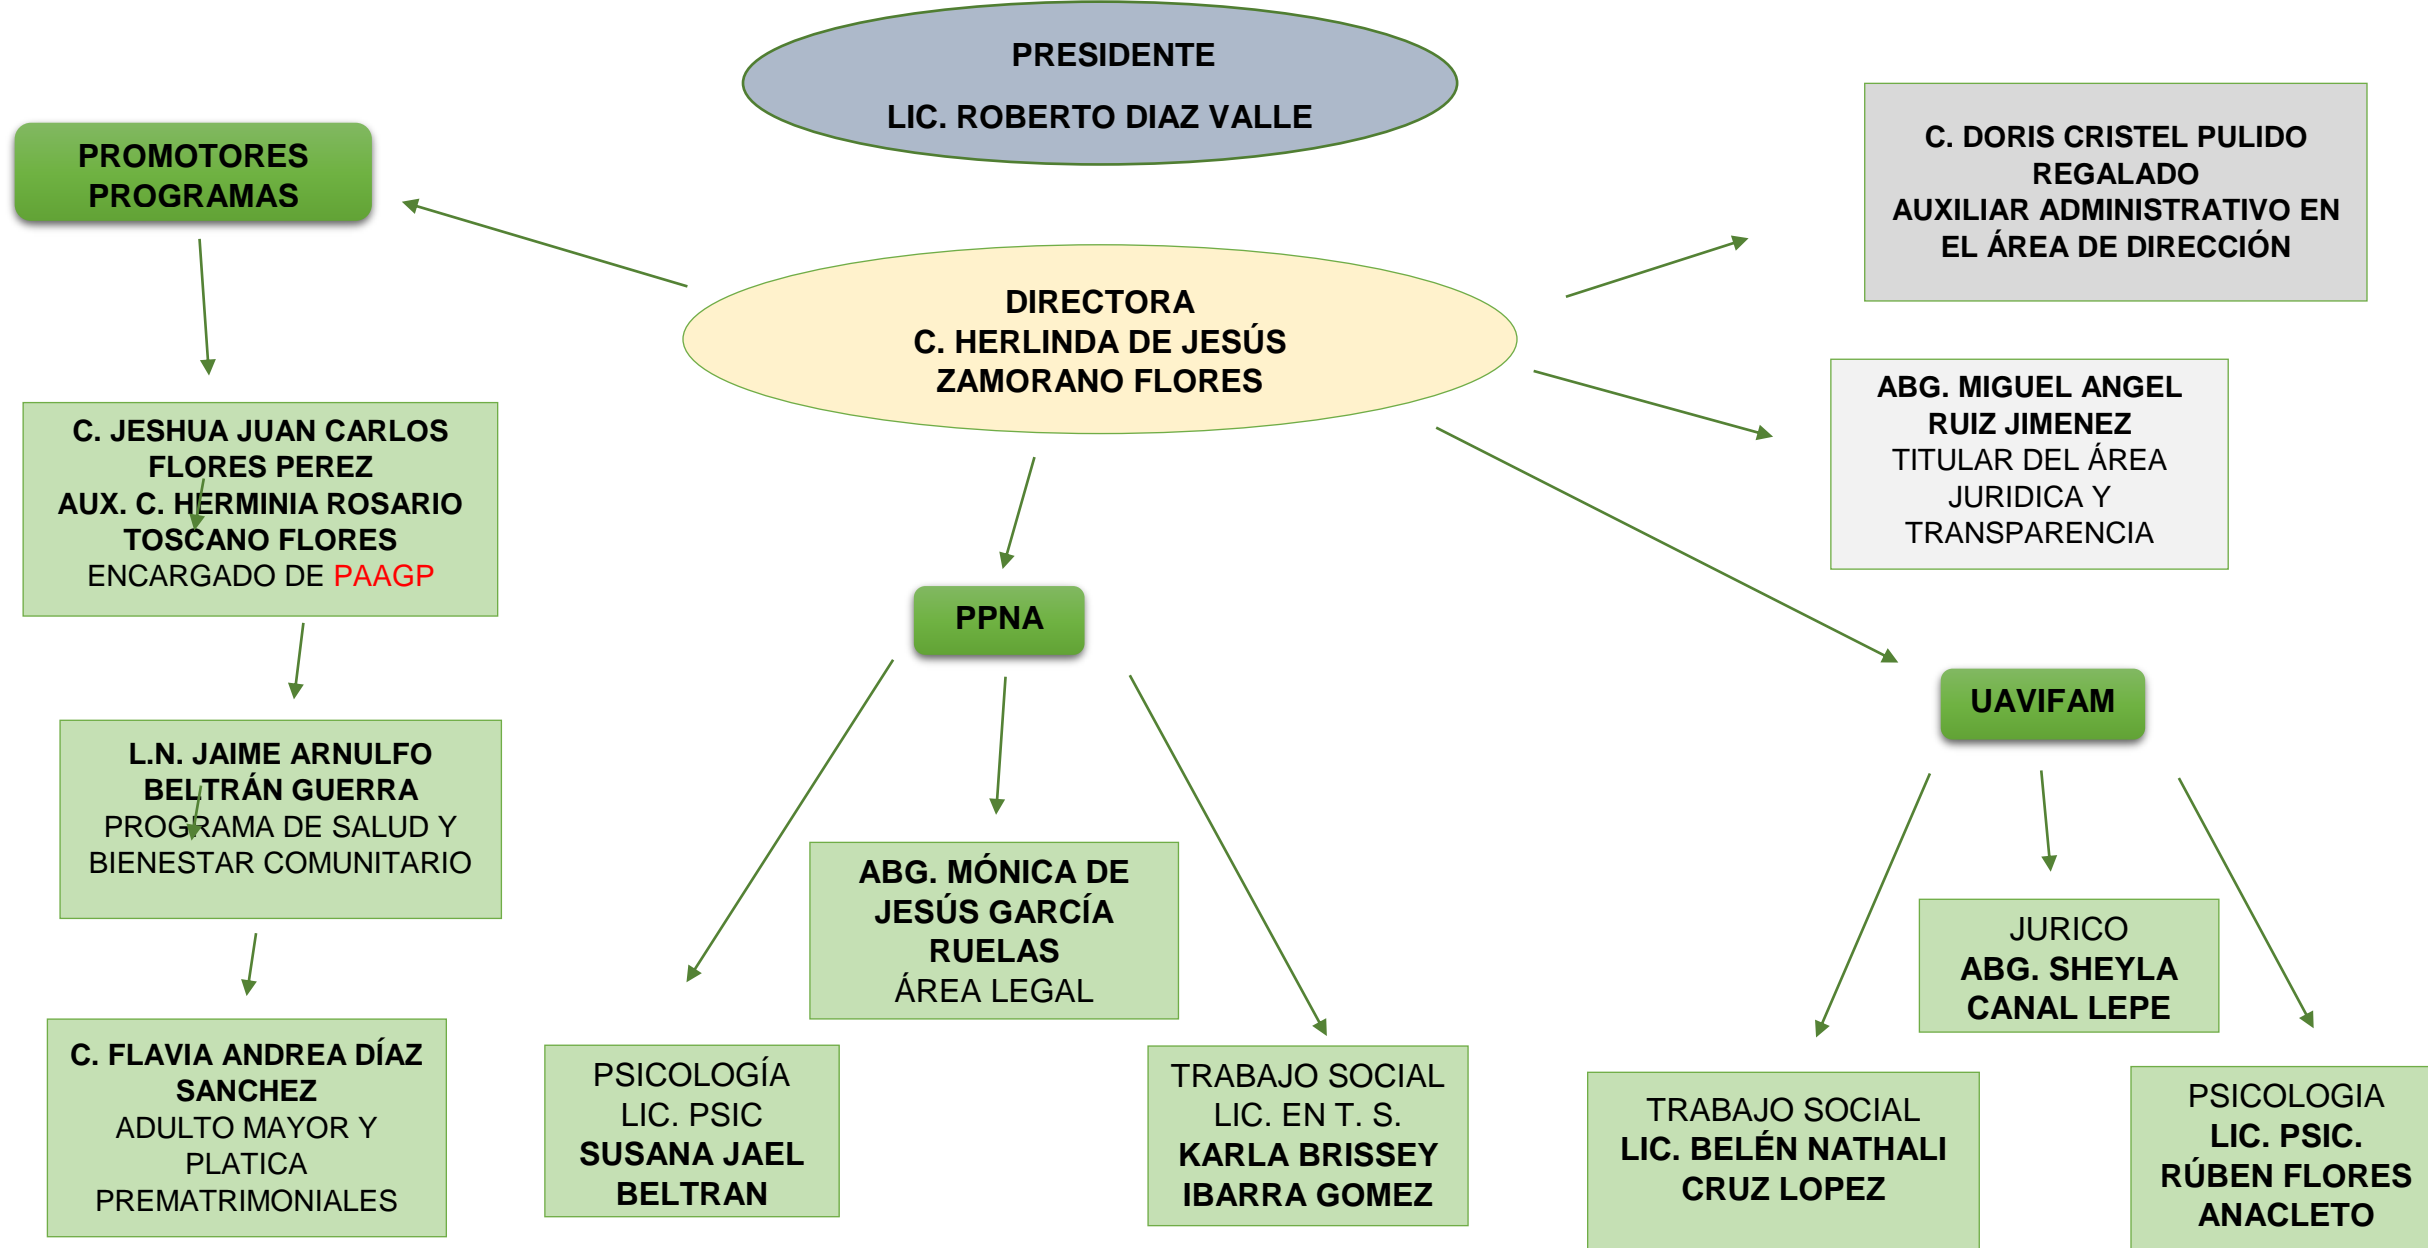 PRESIDENTE
LIC. ROBERTO DIAZ VALLE
PROMOTORES
PROGRAMAS
C. DORIS CRISTEL PULIDO
REGALADO
AUXILIAR ADMINISTRATIVO EN
EL ÁREA DE DIRECCIÓN
DIRECTORA
C. HERLINDA DE JESÚS
ZAMORANO FLORES
ABG. MIGUEL ANGEL
RUIZ JIMENEZ
TITULAR DEL ÁREA
JURIDICA Y
TRANSPARENCIA
C. JESHUA JUAN CARLOS
FLORES PEREZ
AUX. C. HERMINIA ROSARIO
TOSCANO FLORES
ENCARGADO DE PAAGP
L.N. JAIME ARNULFO
BELTRÁN GUERRA
PROGRAMA DE SALUD Y
BIENESTAR COMUNITARIO
C. FLAVIA ANDREA DÍAZ
SANCHEZ
ADULTO MAYOR Y
PLATICA
PREMATRIMONIALES
PPNA
ABG. MÓNICA DE
JESÚS GARCÍA
RUELAS
ÁREA LEGAL
PSICOLOGÍA
LIC. PSIC
SUSANA JAEL
BELTRAN
TRABAJO SOCIAL
LIC. EN T. S.
KARLA BRISSEY
IBARRA GOMEZ
UAVIFAM
JURICO
ABG. SHEYLA
CANAL LEPE
TRABAJO SOCIAL
LIC. BELÉN NATHALI
CRUZ LOPEZ
PSICOLOGIA
LIC. PSIC.
RÚBEN FLORES
ANACLETO